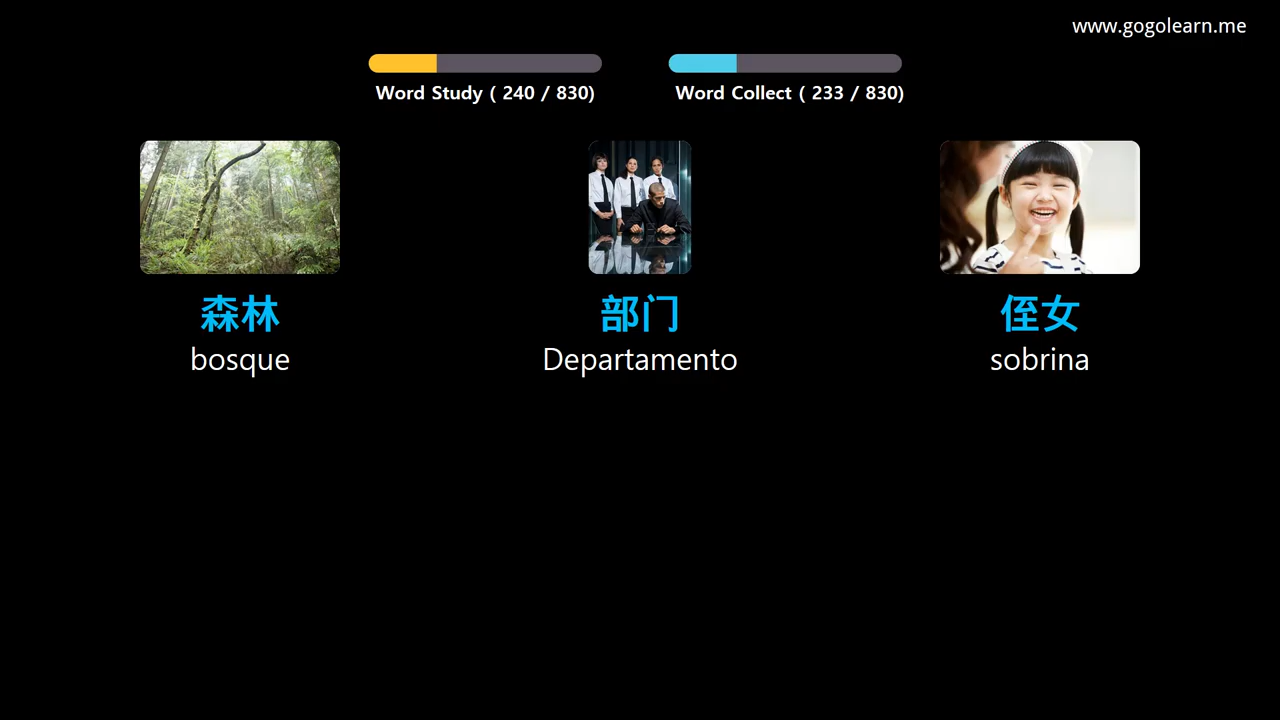 www.gogolearn.me
Word Study ( 240 / 830)
Word Collect ( 233 / 830)
森林
部门
侄女
bosque
Departamento
sobrina